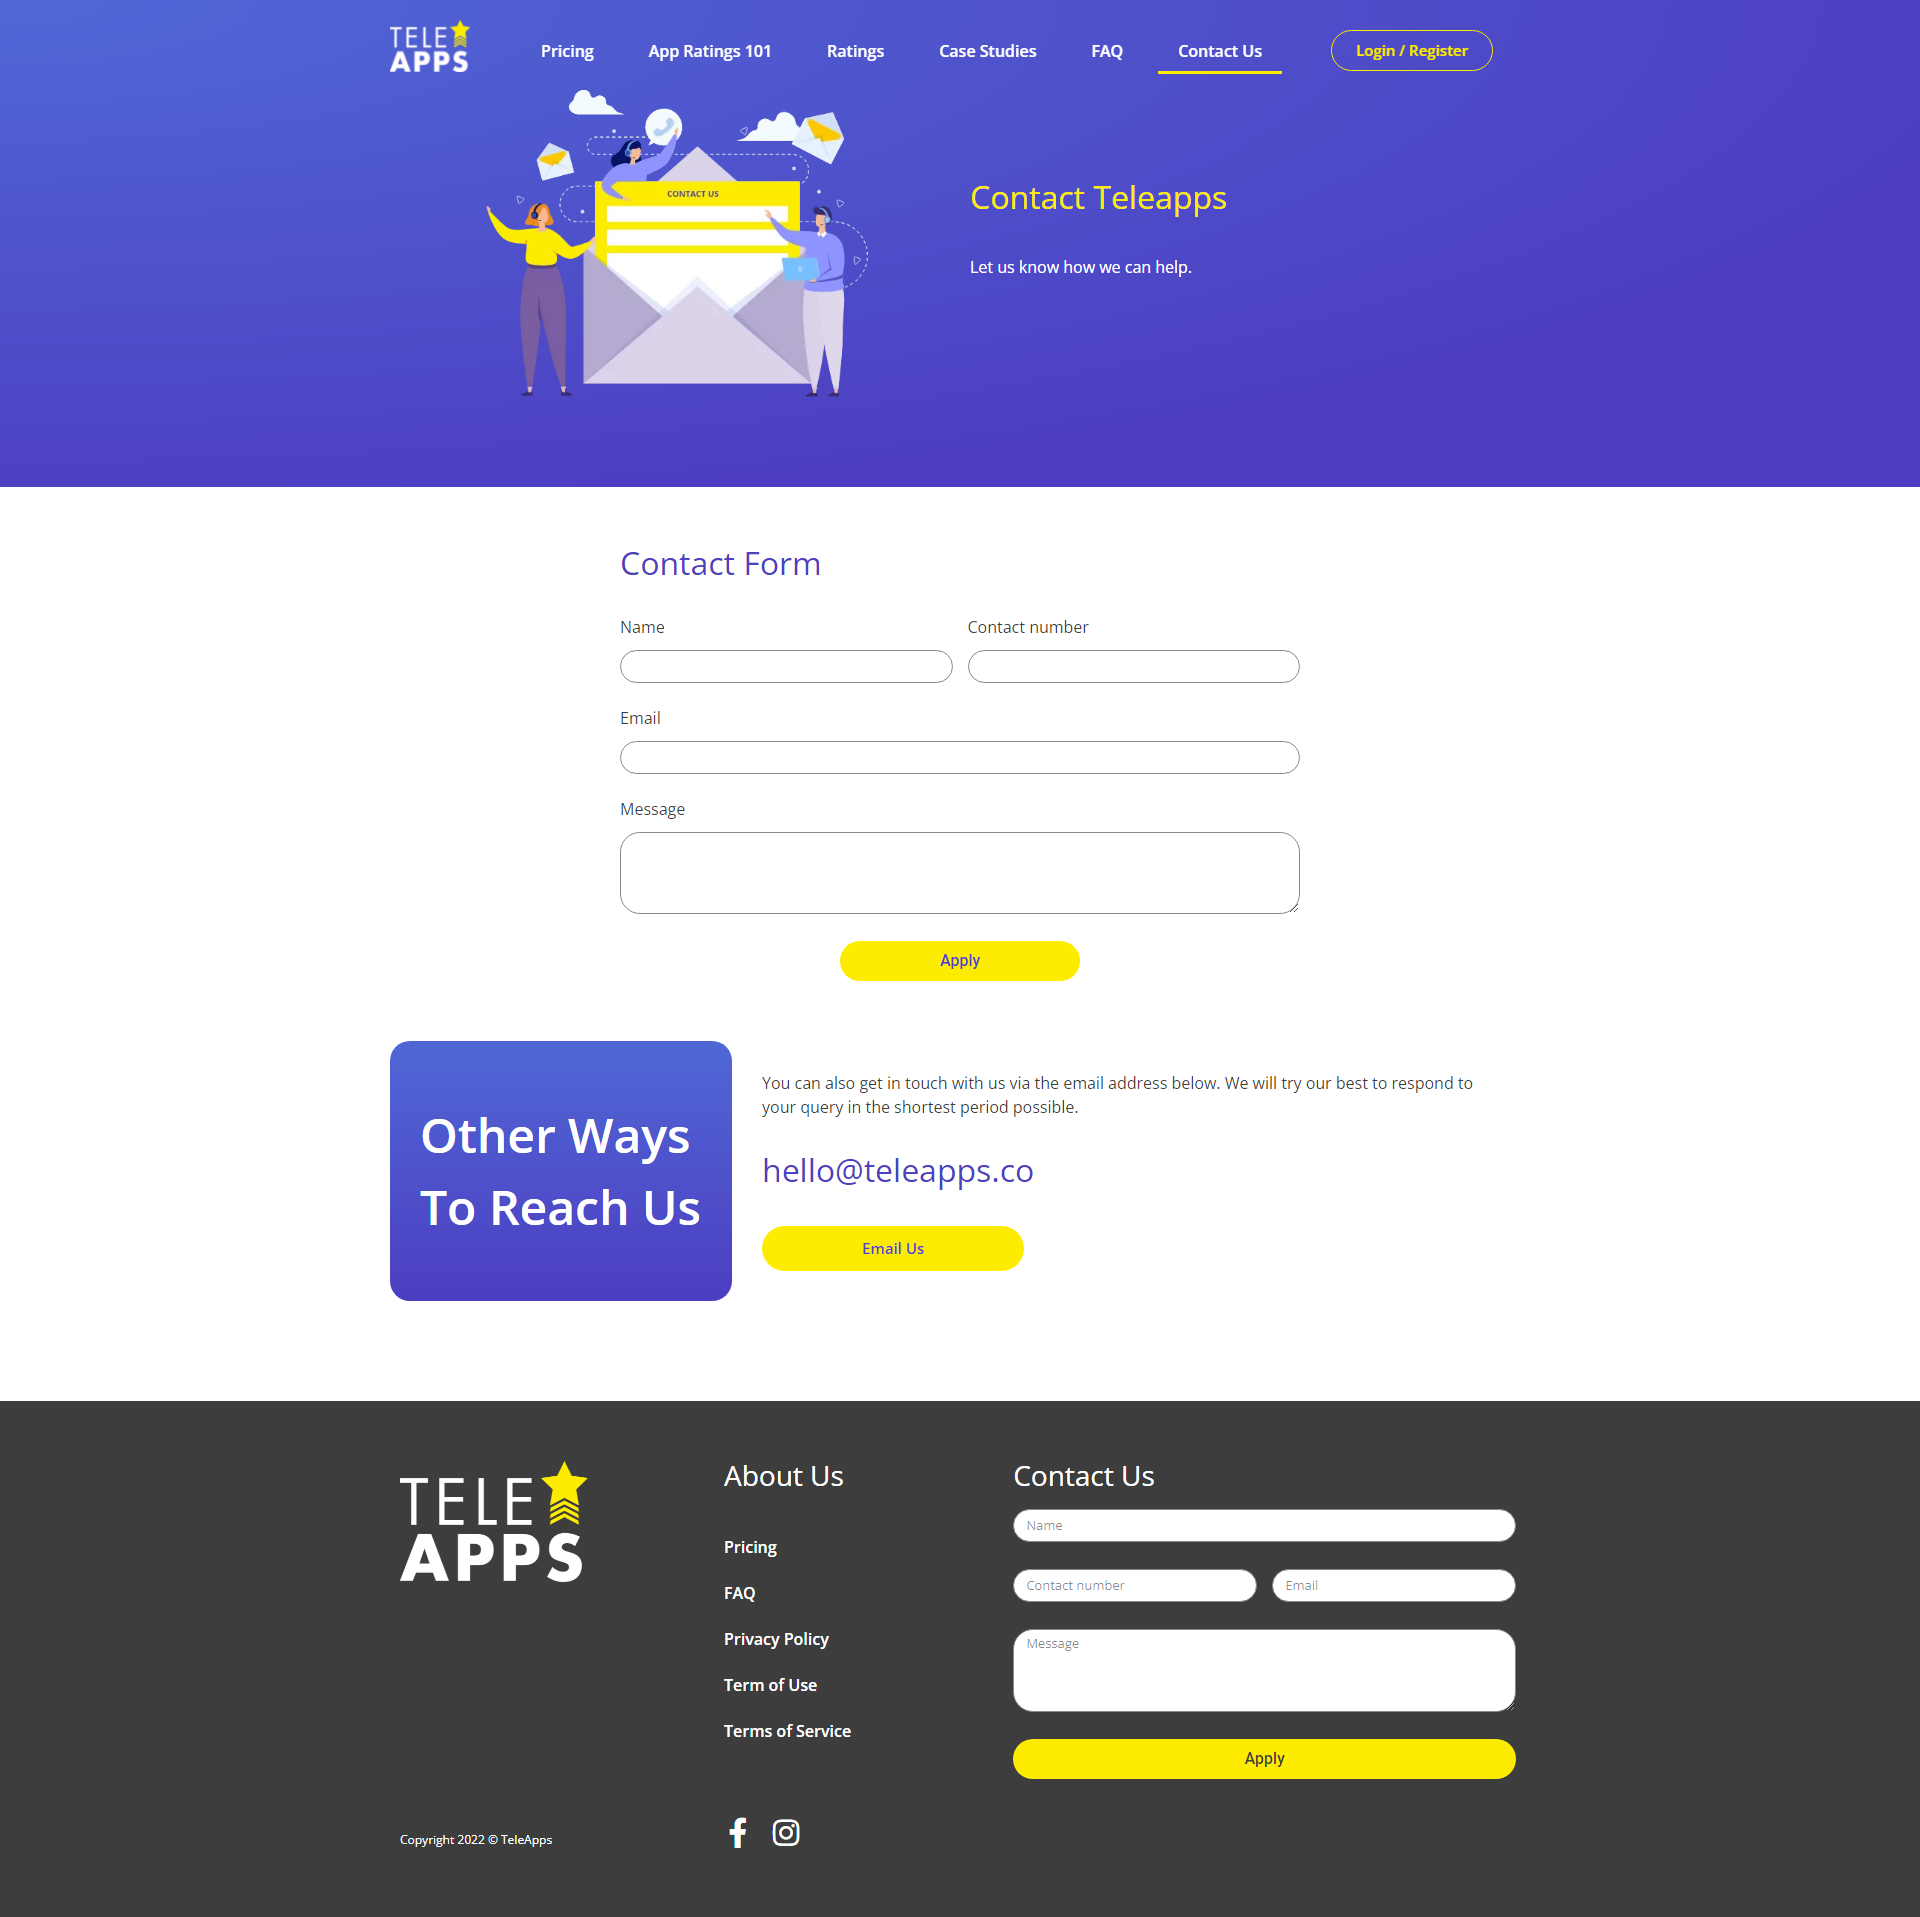 TELE
APPS
Pricing
App Ratings 101
Ratings
Case Studies
FAQ
Contact Us
Login / Register
CONTACT US
Contact Teleapps
Let us know how we can help.
Contact Form
Name
Contact number
Email
Message
Apply
Other Ways
To Reach Us
You can also get in touch with us via the email address below. We will try our best to respond to
your query in the shortest period possible.
hello@teleapps.co
Email Us
TELE
APPS
Copyright 2022 © TeleApps
About Us
Pricing
FAQ
Privacy Policy
Term of Use
Terms of Service
Contact Us
Name
Contact number
Email
Message
Apply